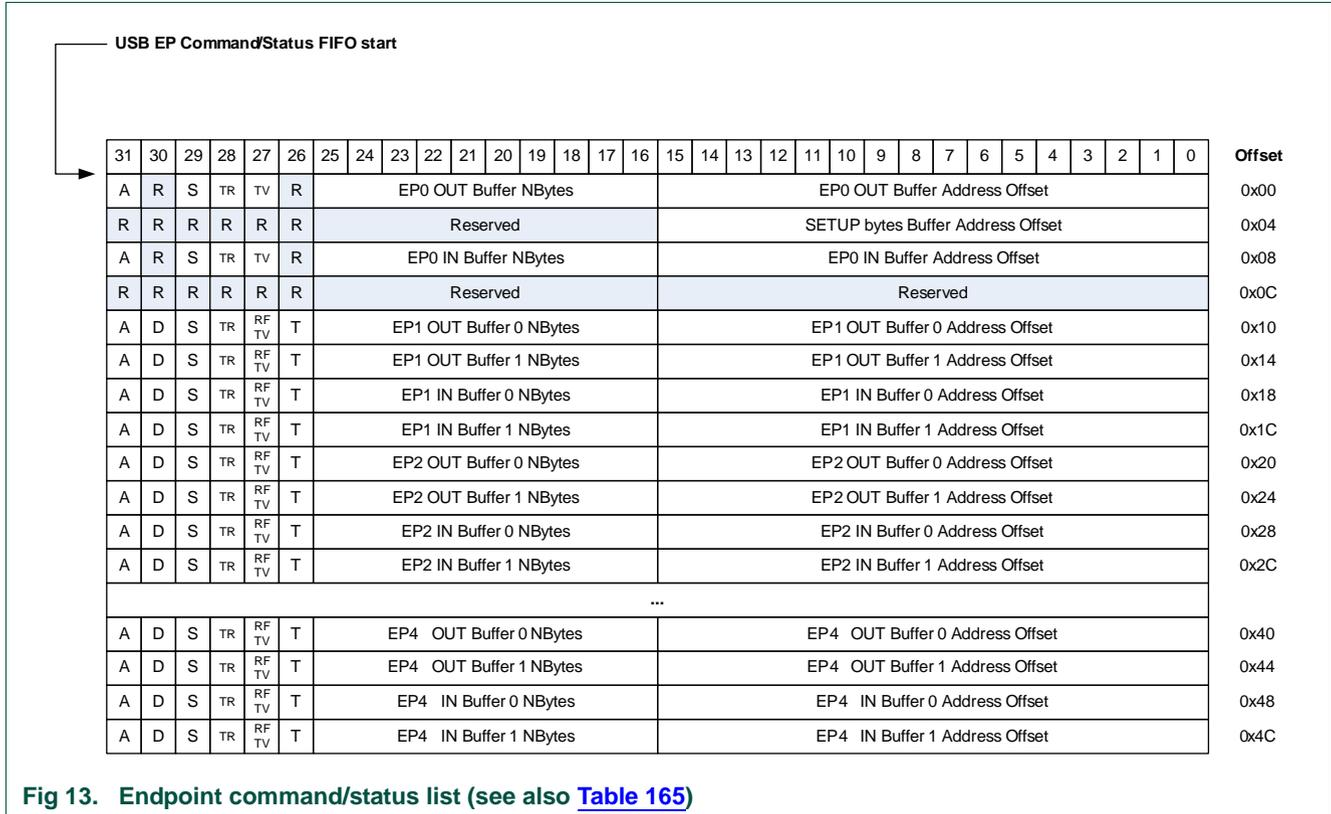 USB EP Command/Status FIFO start
31 30 29 28 27 26 25 24 23 22 21 20 19 18 17 16 15 14 13 12 11 10 9 8 7 6 5 4 3 2 1 0 Offset
A R S TR TV R EP0 OUT Buffer NBytes EP0 OUT Buffer Address Offset 0x00
R R R R R R Reserved SETUP bytes Buffer Address Offset 0x04
A R S TR TV R EP0 IN Buffer NBytes EP0 IN Buffer Address Offset 0x08
R R R R R R Reserved Reserved 0x0C
A D S TR RF TV T EP1 OUT Buffer 0 NBytes EP1 OUT Buffer 0 Address Offset 0x10
A D S TR RF TV T EP1 OUT Buffer 1 NBytes EP1 OUT Buffer 1 Address Offset 0x14
A D S TR RF TV T EP1 IN Buffer 0 NBytes EP1 IN Buffer 0 Address Offset 0x18
A D S TR RF TV T EP1 IN Buffer 1 NBytes EP1 IN Buffer 1 Address Offset 0x1C
A D S TR RF TV T EP2 OUT Buffer 0 NBytes EP2 OUT Buffer 0 Address Offset 0x20
A D S TR RF TV T EP2 OUT Buffer 1 NBytes EP2 OUT Buffer 1 Address Offset 0x24
A D S TR RF TV T EP2 IN Buffer 0 NBytes EP2 IN Buffer 0 Address Offset 0x28
A D S TR RF TV T EP2 IN Buffer 1 NBytes EP2 IN Buffer 1 Address Offset 0x2C
...
A D S TR RF TV T EP4 OUT Buffer 0 NBytes EP4 OUT Buffer 0 Address Offset 0x40
A D S TR RF TV T EP4 OUT Buffer 1 NBytes EP4 OUT Buffer 1 Address Offset 0x44
A D S TR RF TV T EP4 IN Buffer 0 NBytes EP4 IN Buffer 0 Address Offset 0x48
A D S TR RF TV T EP4 IN Buffer 1 NBytes EP4 IN Buffer 1 Address Offset 0x4C
Fig 13. Endpoint command/status list (see also Table 165)